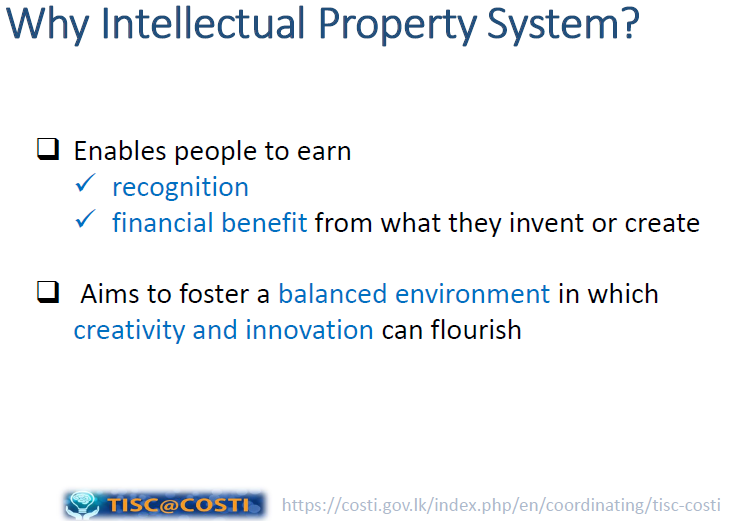 Why Intellectual Property System?
Enables people to earn
recognition
financial benefit from what they invent or create
Aims to foster a balanced environment in which
creativity and innovation can flourish
TISC@COSTI
https://costi.gov.lk/index.php/en/coordinating/tisc-costi